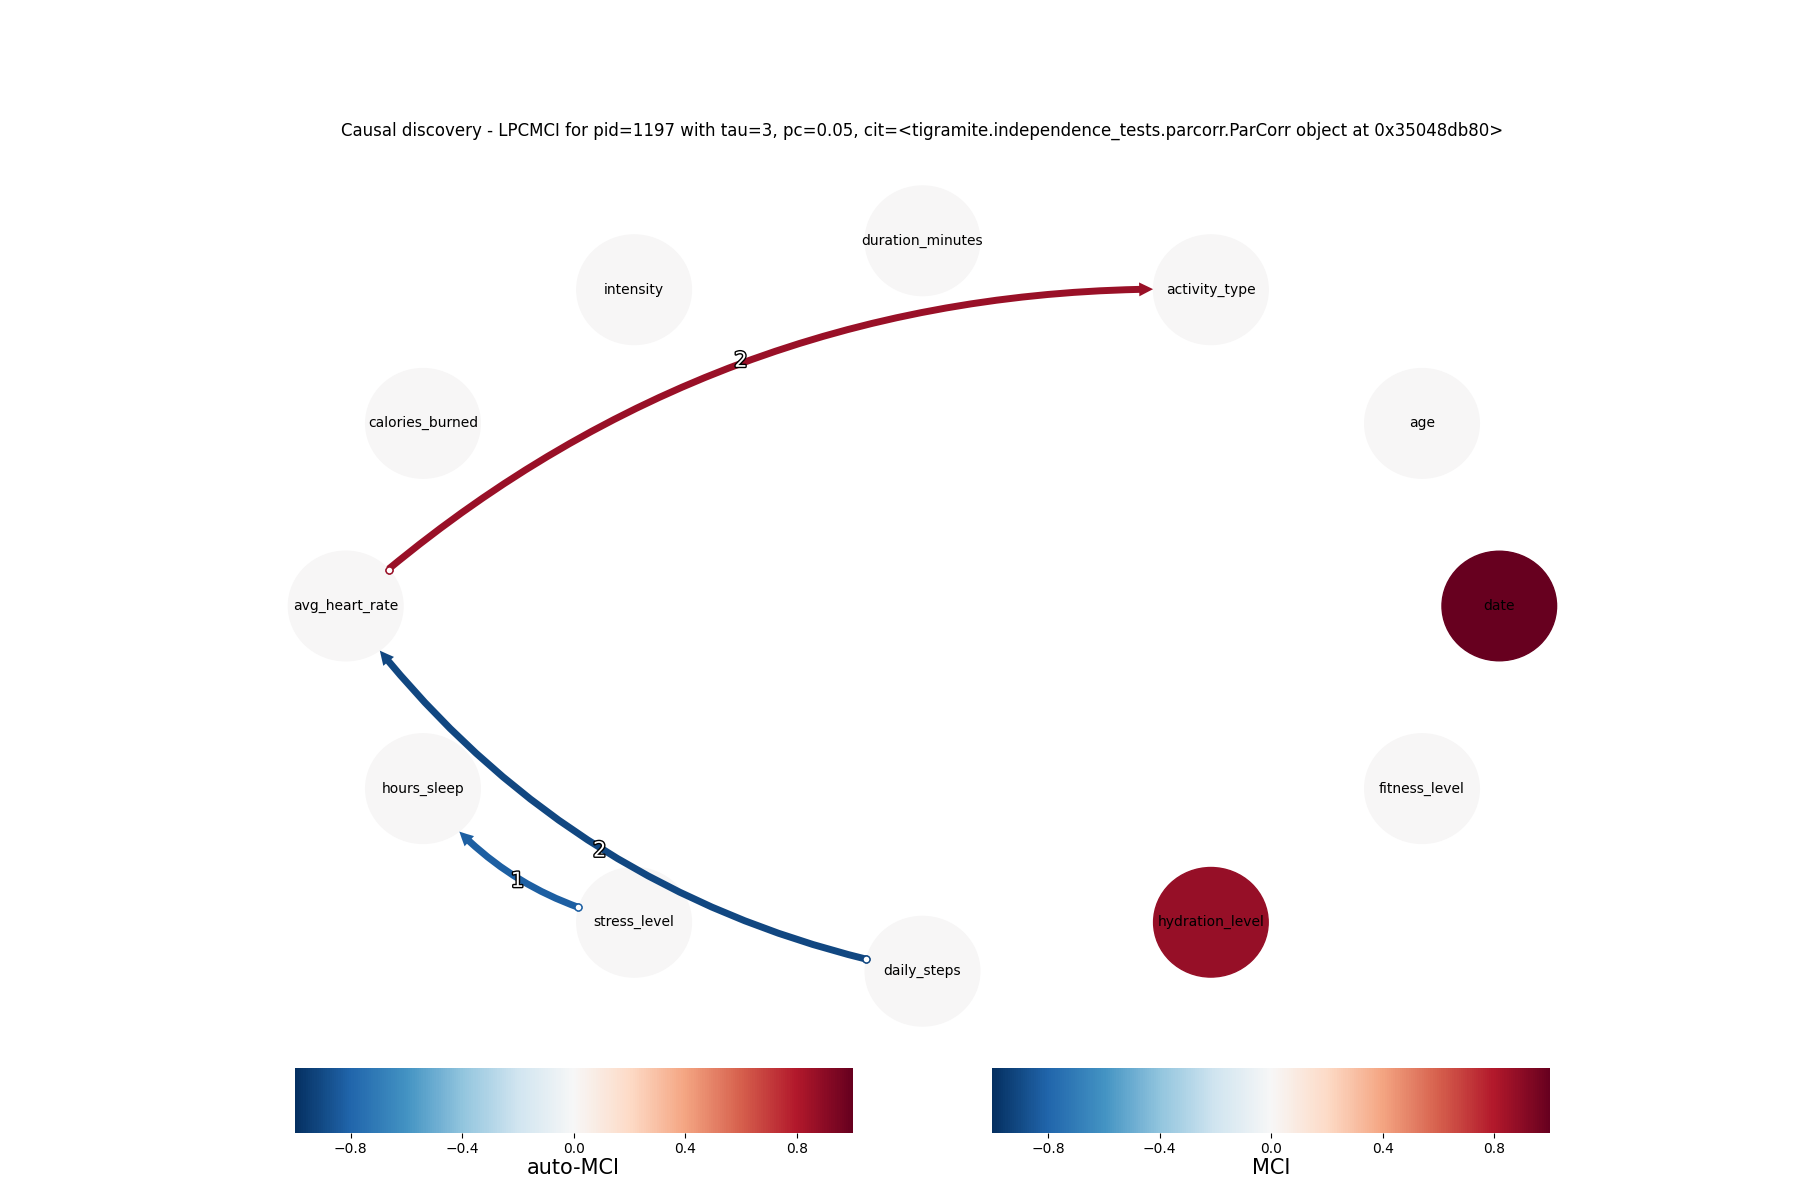 Causal discovery - LPCMCI for pid=1197 with tau=3, pc=0.05, cit=<tigramite.independence_tests.parcorr.ParCorr object at 0x35048db80>
duration_minutes
intensity
activity_type
2
calories_burned
age
avg_heart_rate
date
hours_sleep
fitness_level
2
1
stress_level
hydration_level
daily_steps
−0.8 −0.4 0.0 0.4 0.8
auto-MCI
−0.8 −0.4 0.0 0.4 0.8
MCI